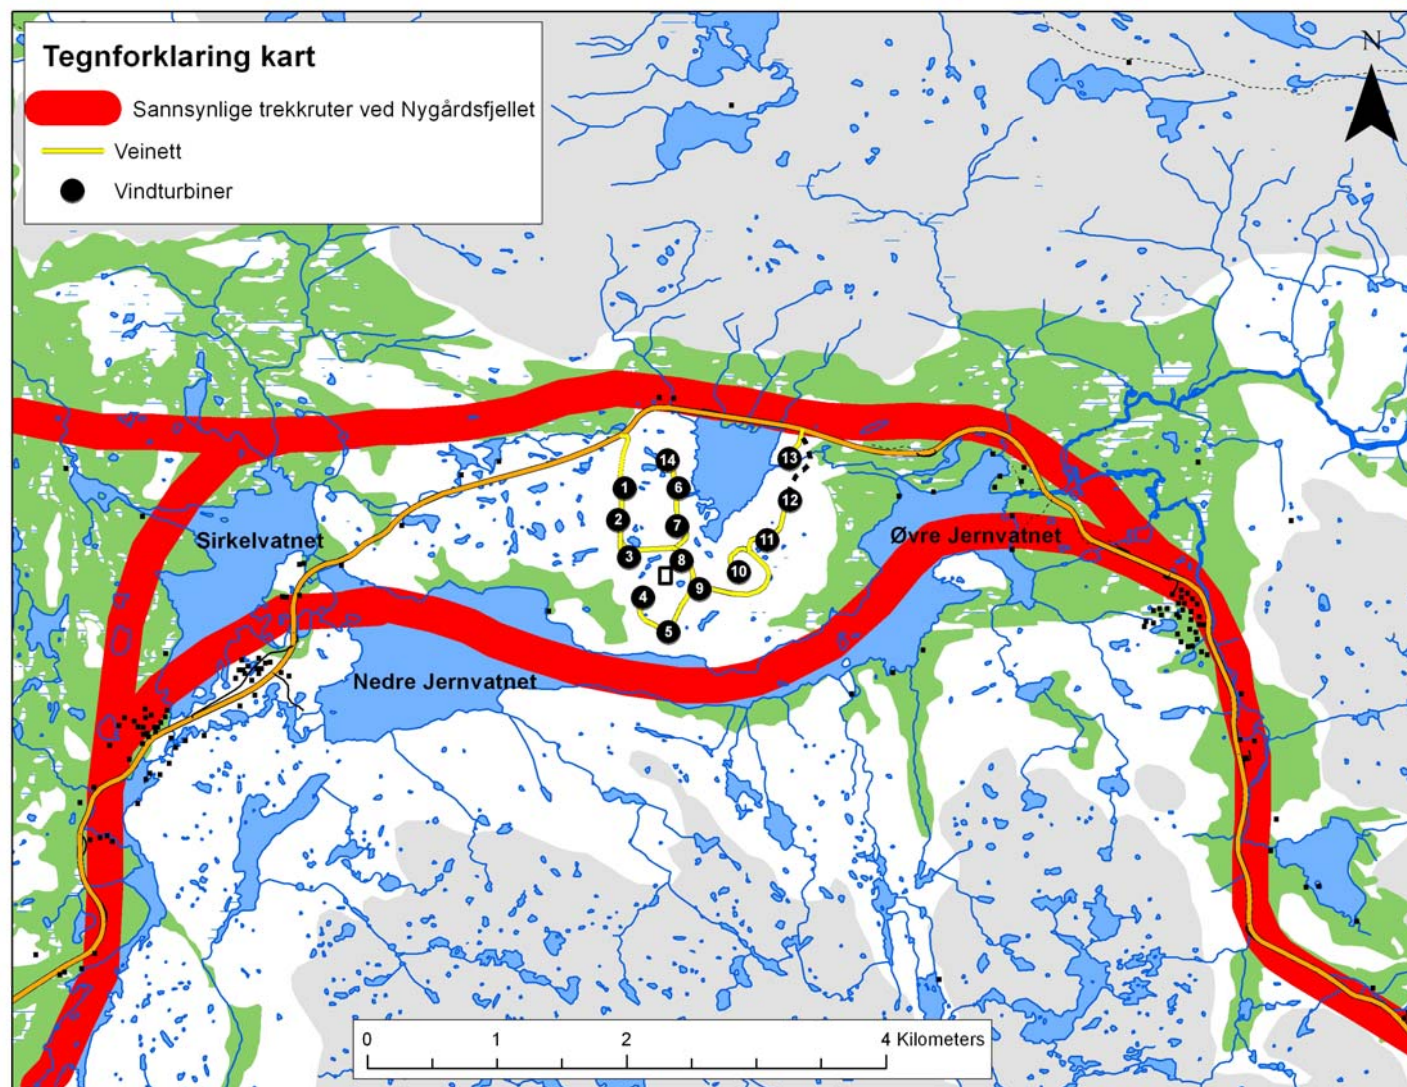 Tegnforklaring kart
Sannsynlige trekkruter ved Nygårdsfjellet
Veinett
Vindturbiner
N
14
13
1
6
12
2
7
11
Sirkelvatnet
Øvre Jernvatnet
3
8
10
4
9
5
Nedre Jernvatnet
0 1 2 4 Kilometers